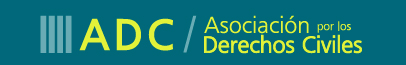 ADC / Asociación por los
Derechos Civiles